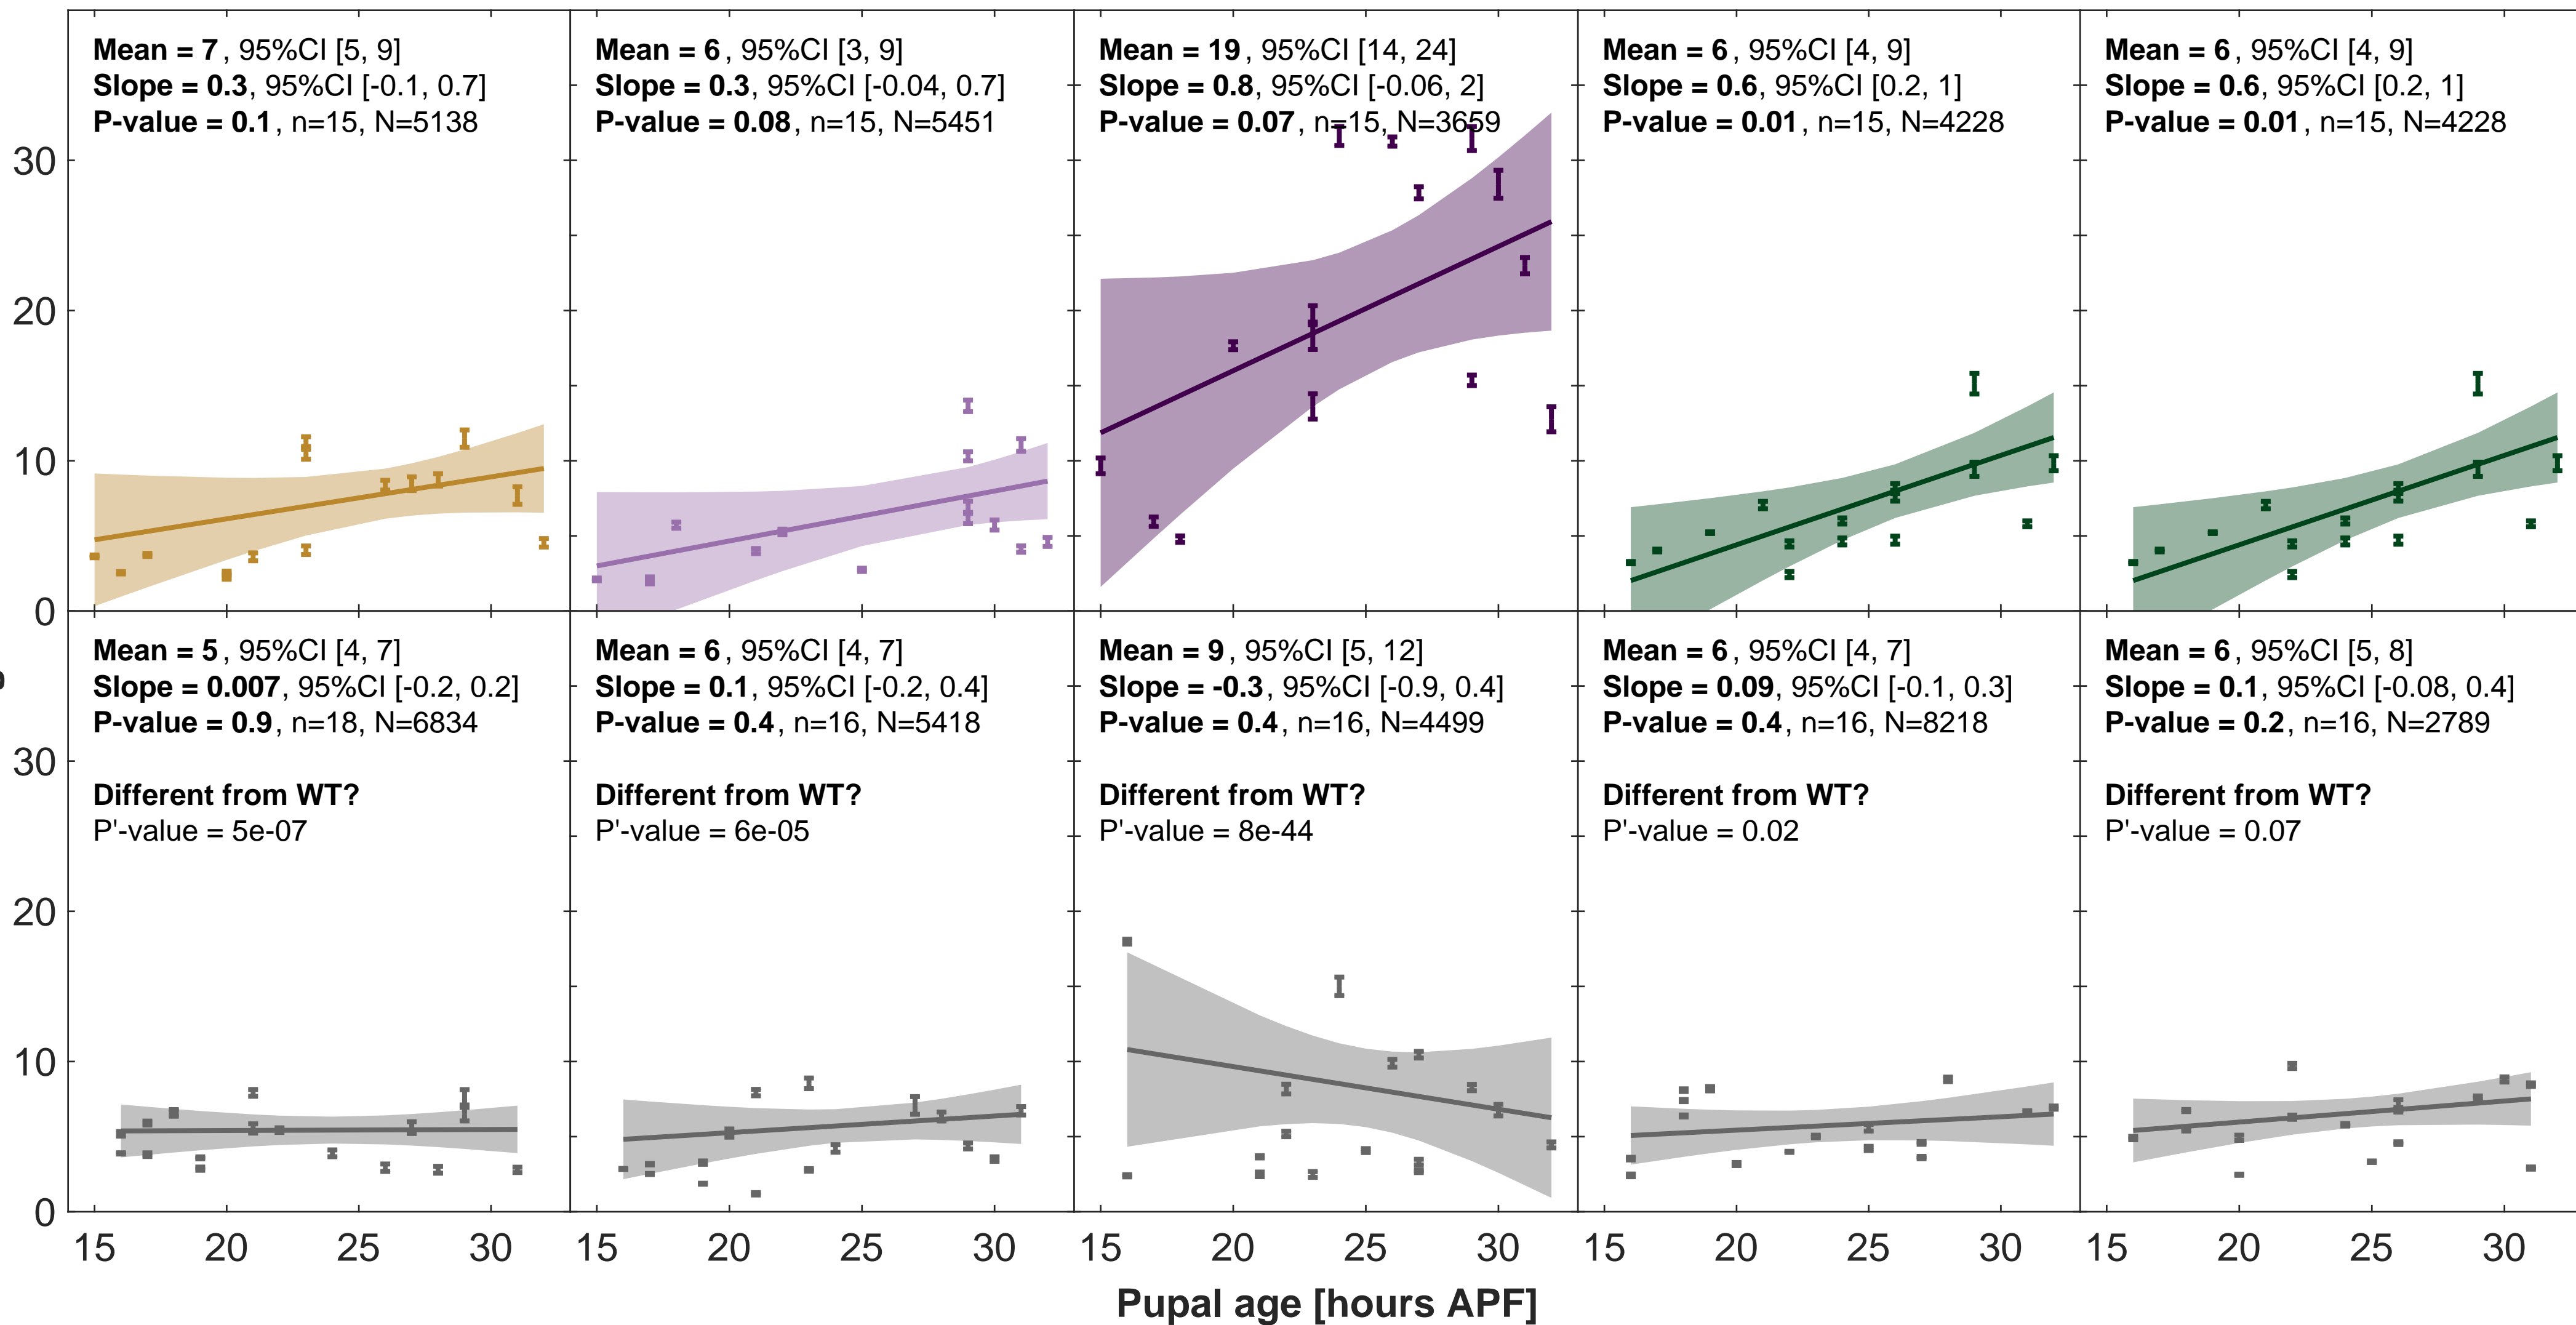 Mean = 7, 95%CI [5, 9]
Slope = 0.3, 95%CI [-0.1, 0.7]
P-value = 0.1, n=15, N=5138
Mean = 6, 95%CI [3, 9]
Slope = 0.3, 95%CI [-0.04, 0.7]
P-value = 0.08, n=15, N=5451
Mean = 19, 95%CI [14, 24]
Slope = 0.8, 95%CI [-0.06, 2]
P-value = 0.07, n=15, N=3659
Mean = 6, 95%CI [4, 9]
Slope = 0.6, 95%CI [0.2, 1]
P-value = 0.01, n=15, N=4228
Mean = 6, 95%CI [4, 9]
Slope = 0.6, 95%CI [0.2, 1]
P-value = 0.01, n=15, N=4228
30
20
10
0
Mean = 5, 95%CI [4, 7]
Slope = 0.007, 95%CI [-0.2, 0.2]
P-value = 0.9, n=18, N=6834
Different from WT?
P'-value = 5e-07
Mean = 6, 95%CI [4, 7]
Slope = 0.1, 95%CI [-0.2, 0.4]
P-value = 0.4, n=16, N=5418
Different from WT?
P'-value = 6e-05
Mean = 9, 95%CI [5, 12]
Slope = -0.3, 95%CI [-0.9, 0.4]
P-value = 0.4, n=16, N=4499
Different from WT?
P'-value = 8e-44
Mean = 6, 95%CI [4, 7]
Slope = 0.09, 95%CI [-0.1, 0.3]
P-value = 0.4, n=16, N=8218
Different from WT?
P'-value = 0.02
Mean = 6, 95%CI [5, 8]
Slope = 0.1, 95%CI [-0.08, 0.4]
P-value = 0.2, n=16, N=2789
Different from WT?
P'-value = 0.07
30
20
10
0
15 20 25 30 15 20 25 30 15 20 25 30 15 20 25 30 15 20 25 30
Pupal age [hours APF]